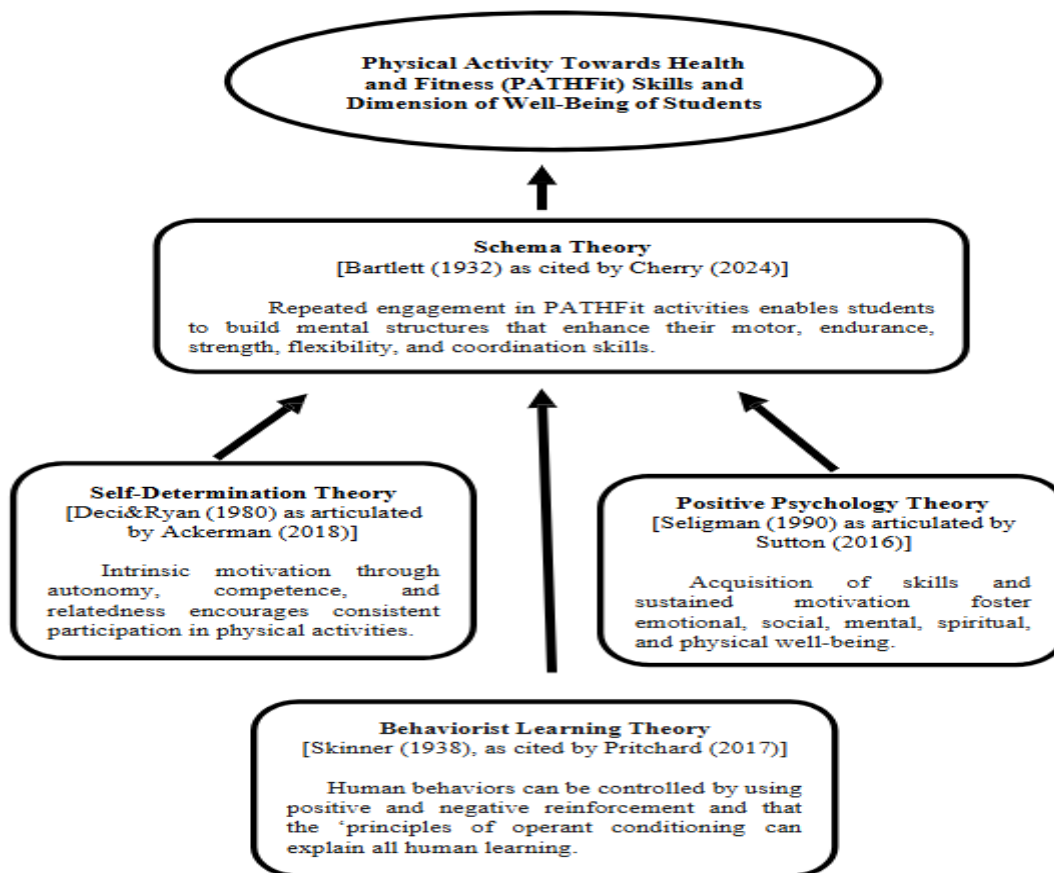 Physical Activity Towards Health
and Fitness (PATHFit) Skills and
Dimension of Well-Being of Students
Schema Theory
[Bartlett (1932) as cited by Cherry (2024)]
Repeated engagement in PATHFit activities enables students
to build mental structures that enhance their motor, endurance,
strength, flexibility, and coordination skills.
Self-Determination Theory
[Deci&Ryan (1980) as articulated
by Ackerman (2018)]
Intrinsic motivation through
autonomy, competence, and
relatedness encourages consistent
participation in physical activities.
Positive Psychology Theory
[Seligman (1990) as articulated by
Sutton (2016)]
Acquisition of skills and
sustained motivation foster
emotional, social, mental, spiritual,
and physical well-being.
Behaviorist Learning Theory
[Skinner (1938), as cited by Pritchard (2017)]
Human behaviors can be controlled by using
positive and negative reinforcement and that
the ‘principles of operant conditioning can
explain all human learning.